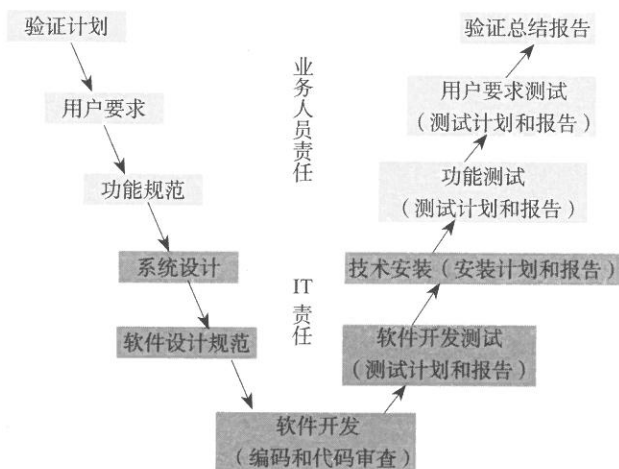 验证计划
用户要求
功能规范
系统设计
软件设计规范
软件开发
（编码和代码审查）
业务人员责任
IT
责任
验证总结报告
用户要求测试
（测试计划和报告）
功能测试
（测试计划和报告）
技术安装（安装计划和报告）
软件开发测试
（测试计划和报告）